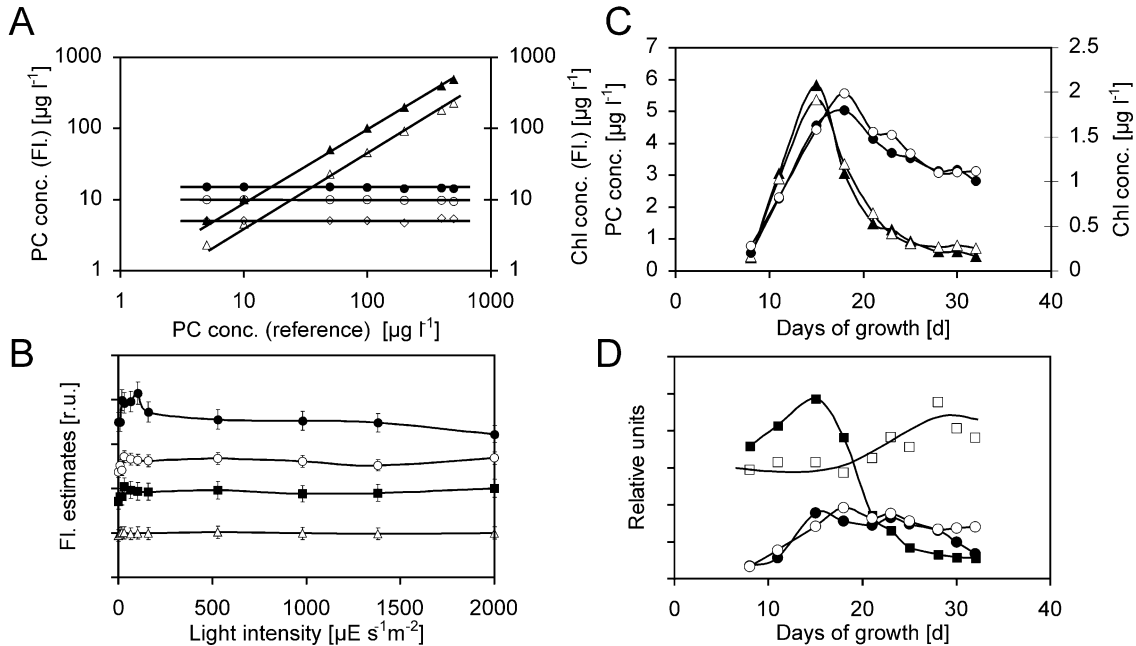 A
1000
100
10
1
1
10
100
1000
1000
100
10
1
PC conc. (Fl.) [µg l-1]
Chl conc. (Fl.) [µg l-1]
PC conc. (reference) [µg l-1]
C
7
6
5
4
3
2
1
0
2.5
2
1.5
1
0.5
0
0
10
20
30
40
PC conc. [µg l-1]
Chl conc. [µg l-1]
Days of growth [d]
B
Fl. estimates [r.u.]
0
500
1000
1500
2000
Light intensity [µE s-1m-2]
D
Relative units
0
10
20
30
40
Days of growth [d]